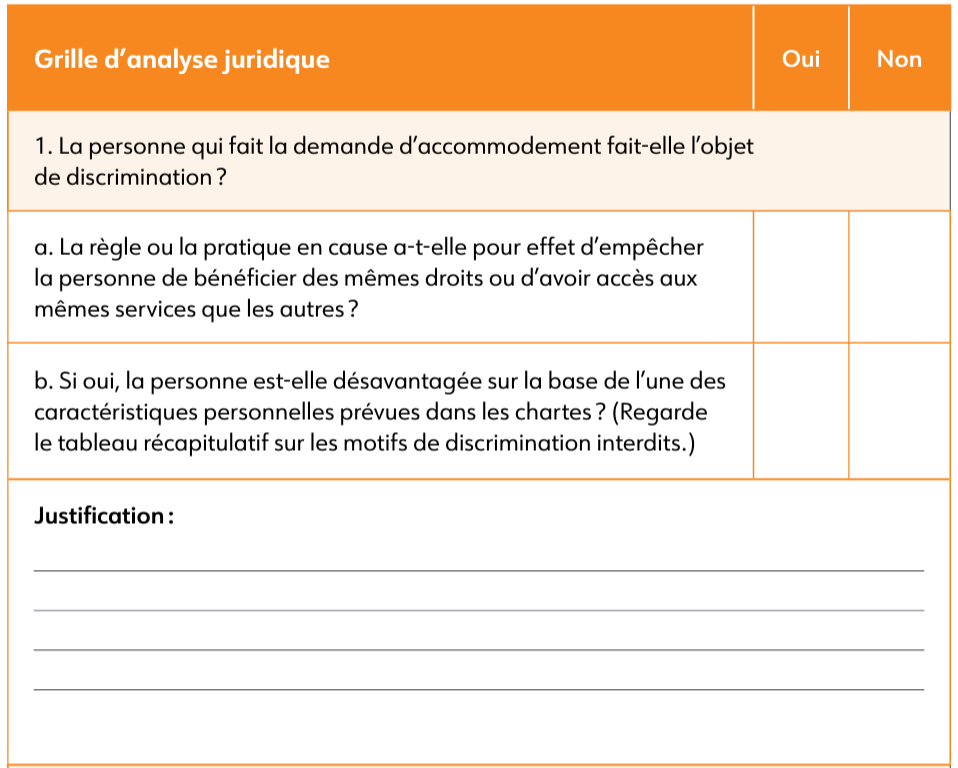 Grille d’analyse juridique Oui Non
1. La personne qui fait la demande d’accommodement fait-elle l’objet
de discrimination ?
a. La règle ou la pratique en cause a-t-elle pour effet d’empêcher
la personne de bénéficier des mêmes droits ou d’avoir accès aux
mêmes services que les autres ?
b. Si oui, la personne est-elle désavantagée sur la base de l’une des
caractéristiques personnelles prévues dans les chartes ? (Regarde
le tableau récapitulatif sur les motifs de discrimination interdits.)
Justification :